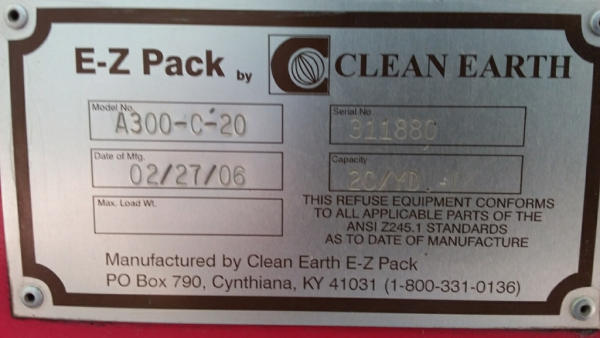 E-Z Pack by CLEAN EARTH
Model No.
A300-C-20
Serial No.
311880
Date of Mfg.
02/27/06
Capacity
Max. Load Wt.
THIS REFUSE EQUIPMENT CONFORMS
TO ALL APPLICABLE PARTS OF THE
ANSI Z245.1 STANDARDS
AS TO DATE OF MANUFACTURE
Manufactured by Clean Earth E-Z Pack
PO Box 790, Cynthiana, KY 41031 (1-800-331-0136)